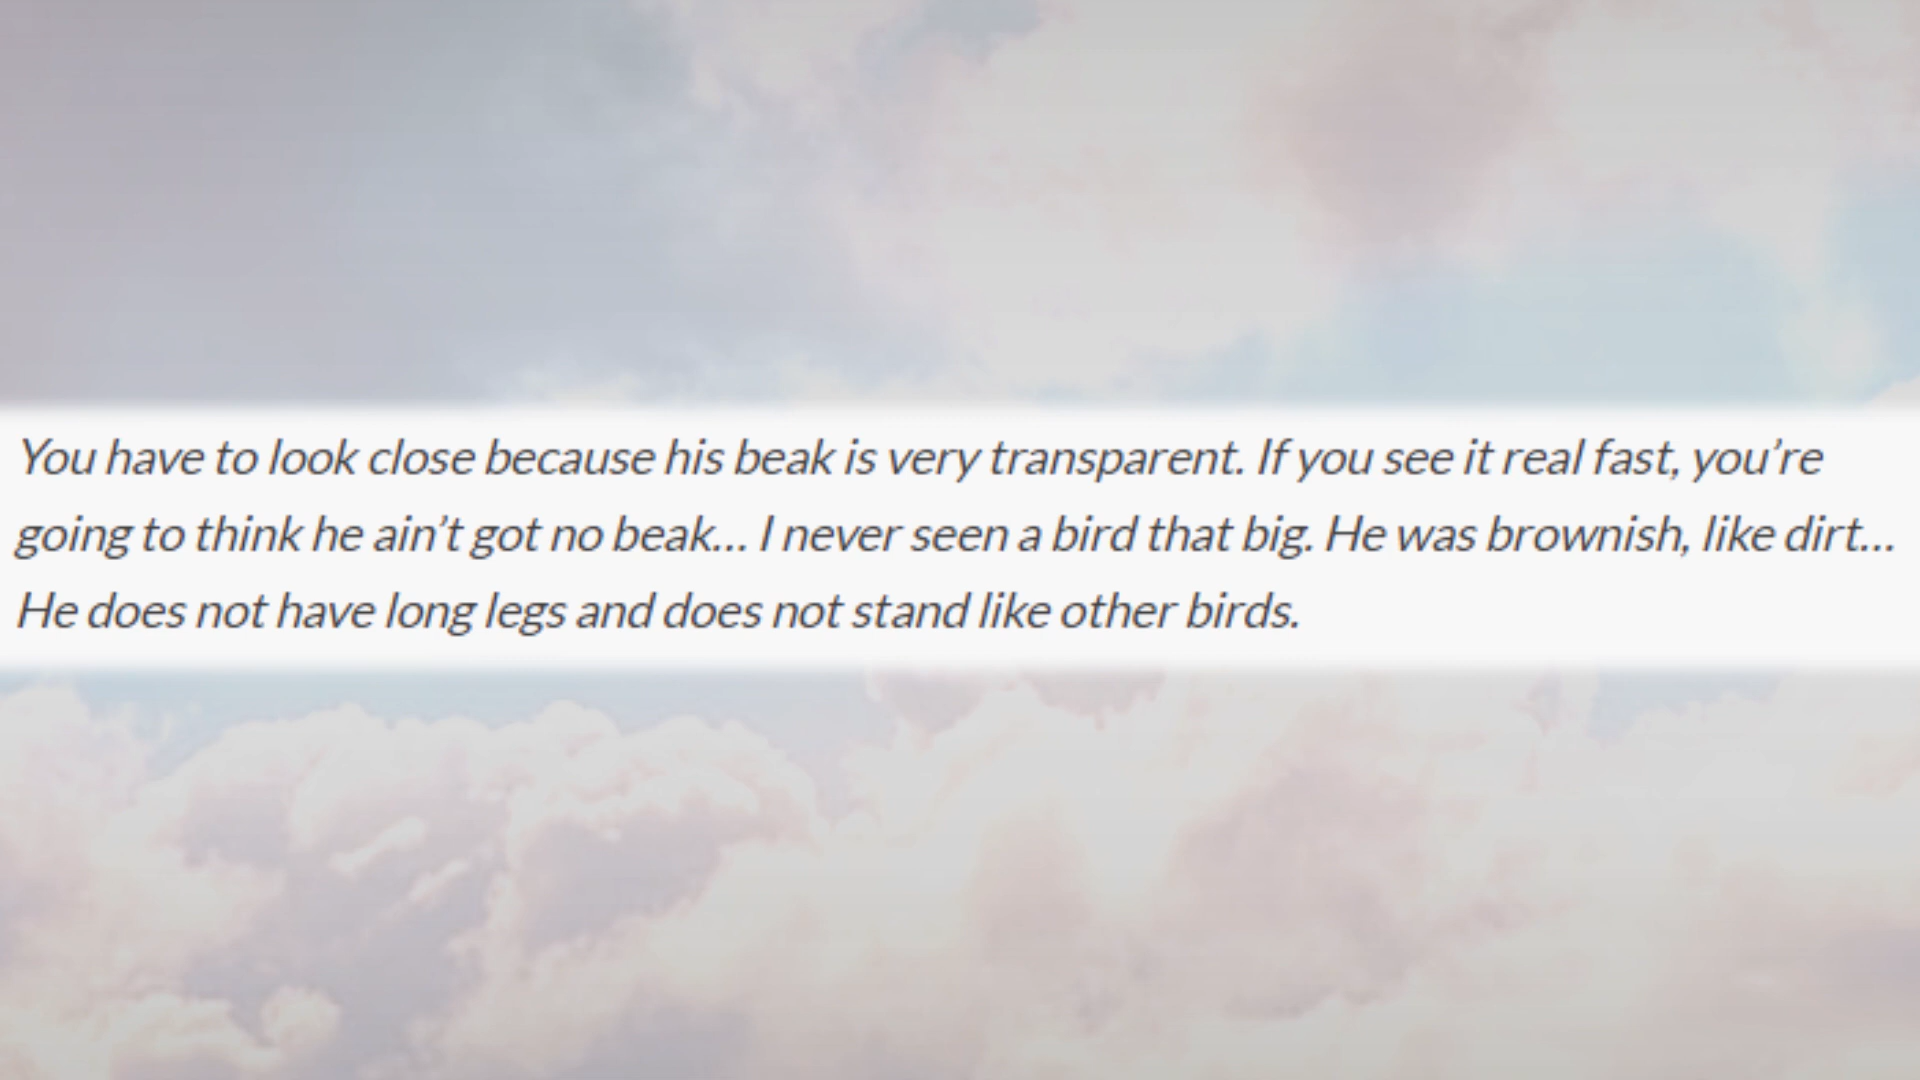 You have to look close because his beak is very transparent. If you see it real fast, you’re
going to think he ain’t got no beak… I never seen a bird that big. He was brownish, like dirt…
He does not have long legs and does not stand like other birds.